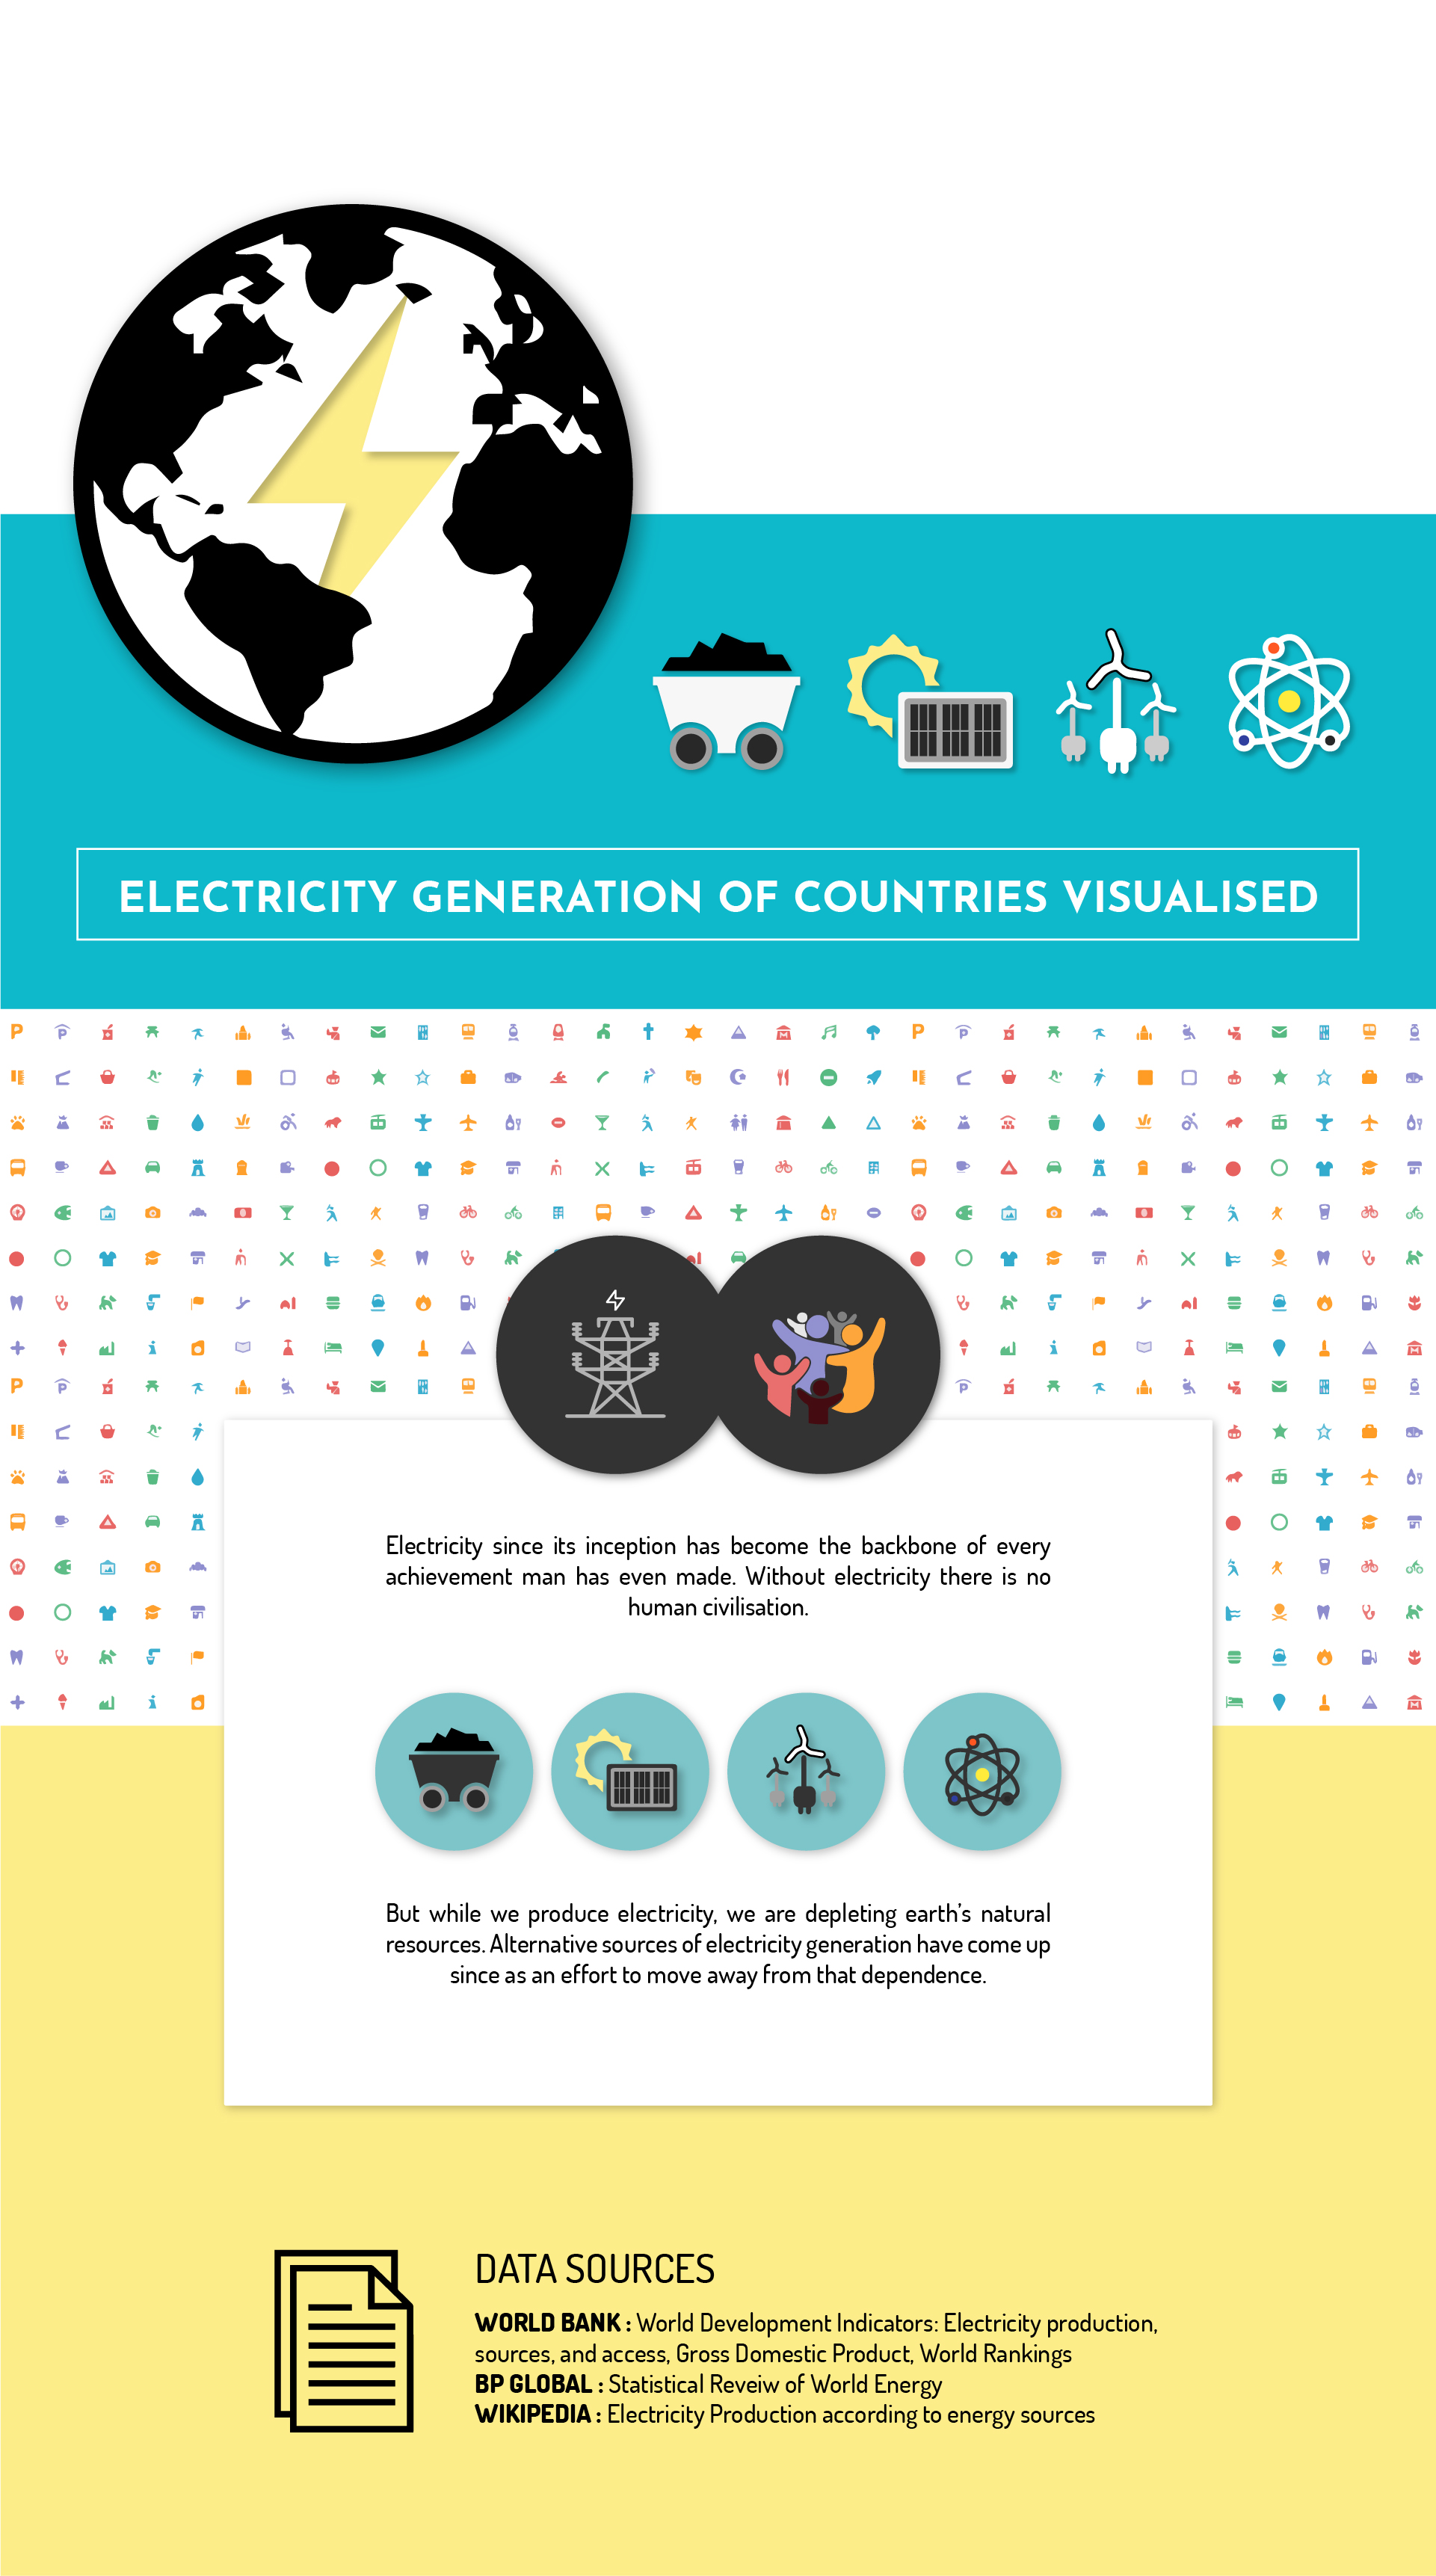 ELECTRICITY GENERATION OF COUNTRIES VISUALISED
Electricity since its inception has become the backbone of every
achievement man has even made. Without electricity there is no
human civilisation.
But while we produce electricity, we are depleting earth's natural
resources. Alternative sources of electricity generation have come up
since as an effort to move away from that dependence.
DATA SOURCES
WORLD BANK : World Development Indicators: Electricity production,
sources, and access, Gross Domestic Product, World Rankings
BP GLOBAL : Statistical Reveiw of World Energy
WIKIPEDIA : Electricity Production according to energy sources